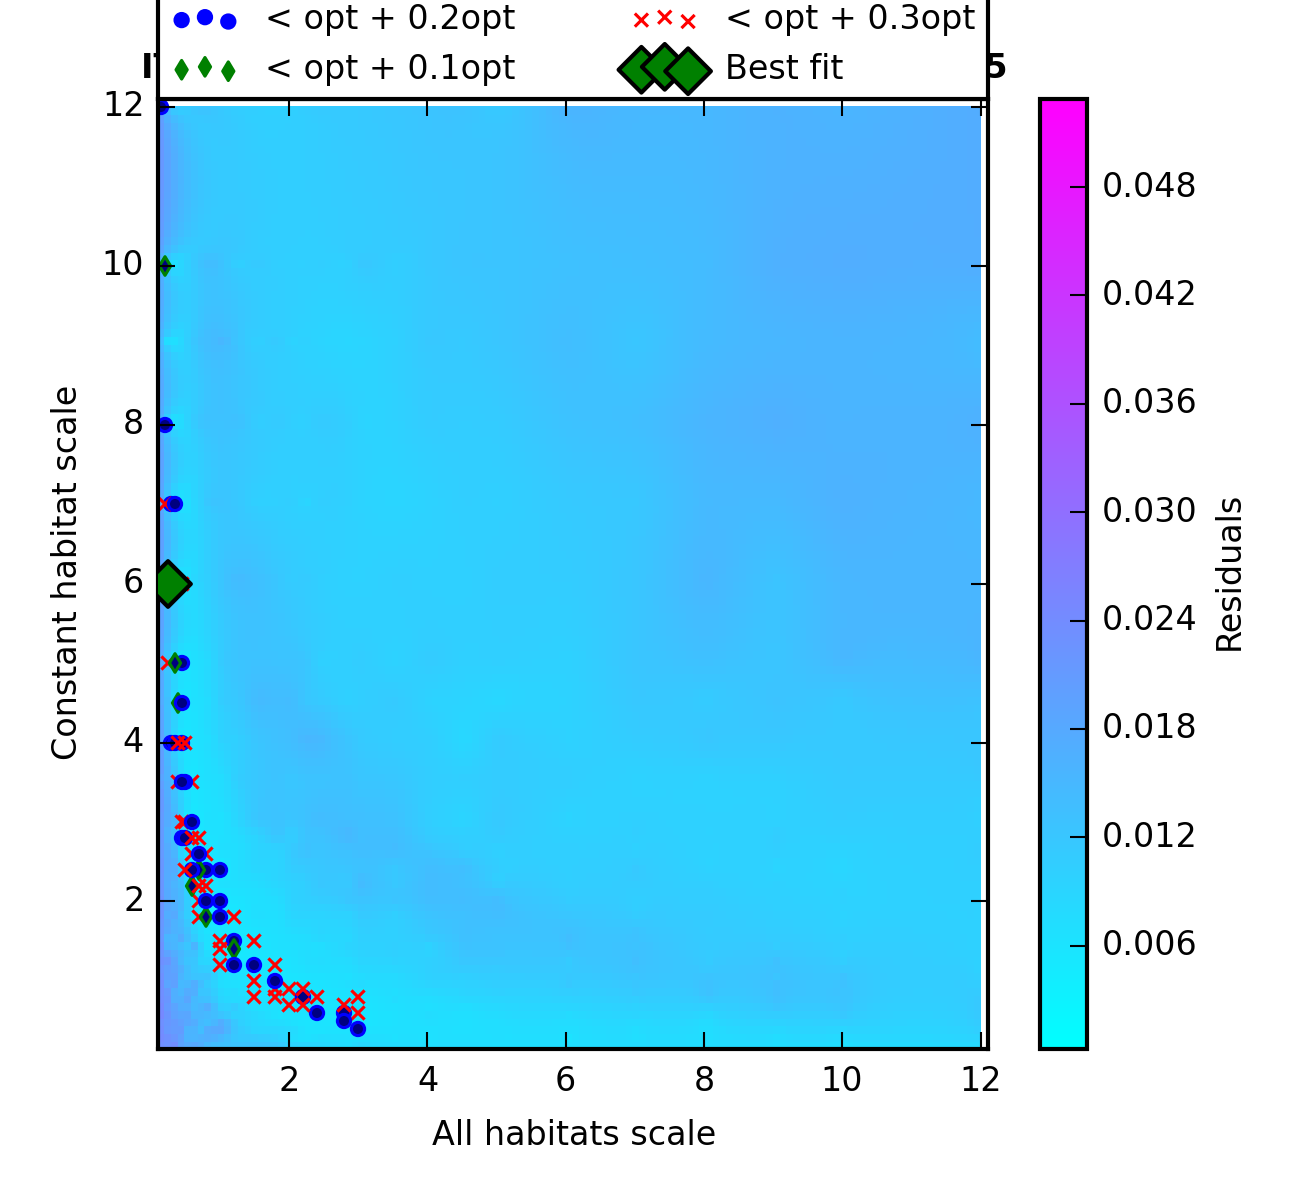 < opt + 0.2opt < opt + 0.3opt
< opt + 0.1opt Best fit
5
12
10
8
6
4
2
Constant habitat scale
2 4 6 8 10 12
All habitats scale
0.048
0.042
0.036
0.030
0.024
0.018
0.012
0.006
Residuals